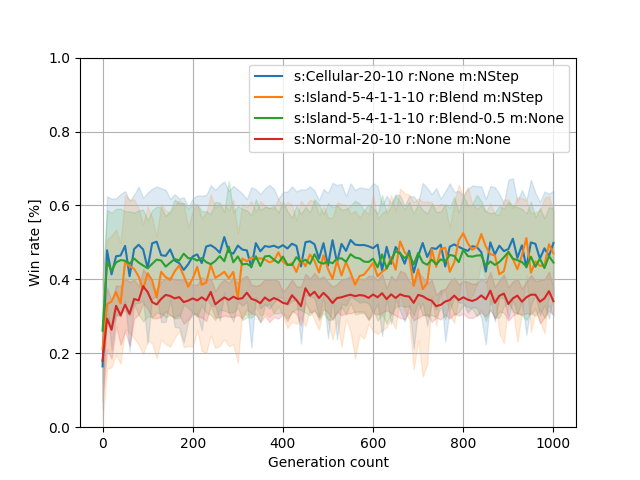 1.0
0.8
0.6
0.4
0.2
0.0
Win rate [%]
s:Cellular-20-10 r:None m:NStep
s:Island-5-4-1-1-10 r:Blend m:NStep
s:Island-5-4-1-1-10 r:Blend-0.5 m:None
s:Normal-20-10 r:None m:None
0 200 400 600 800 1000
Generation count